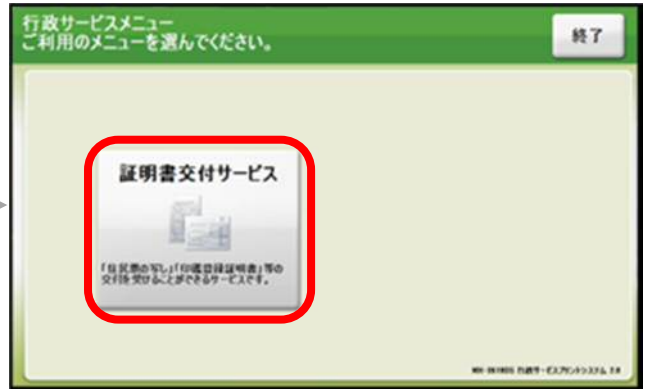 行政サービスメニュー
ご利用のメニューを選んでください。
終了
証明書交付サービス
「住民票の写し」「印鑑登録証明書」等の
交付を受けることができるサービスです。